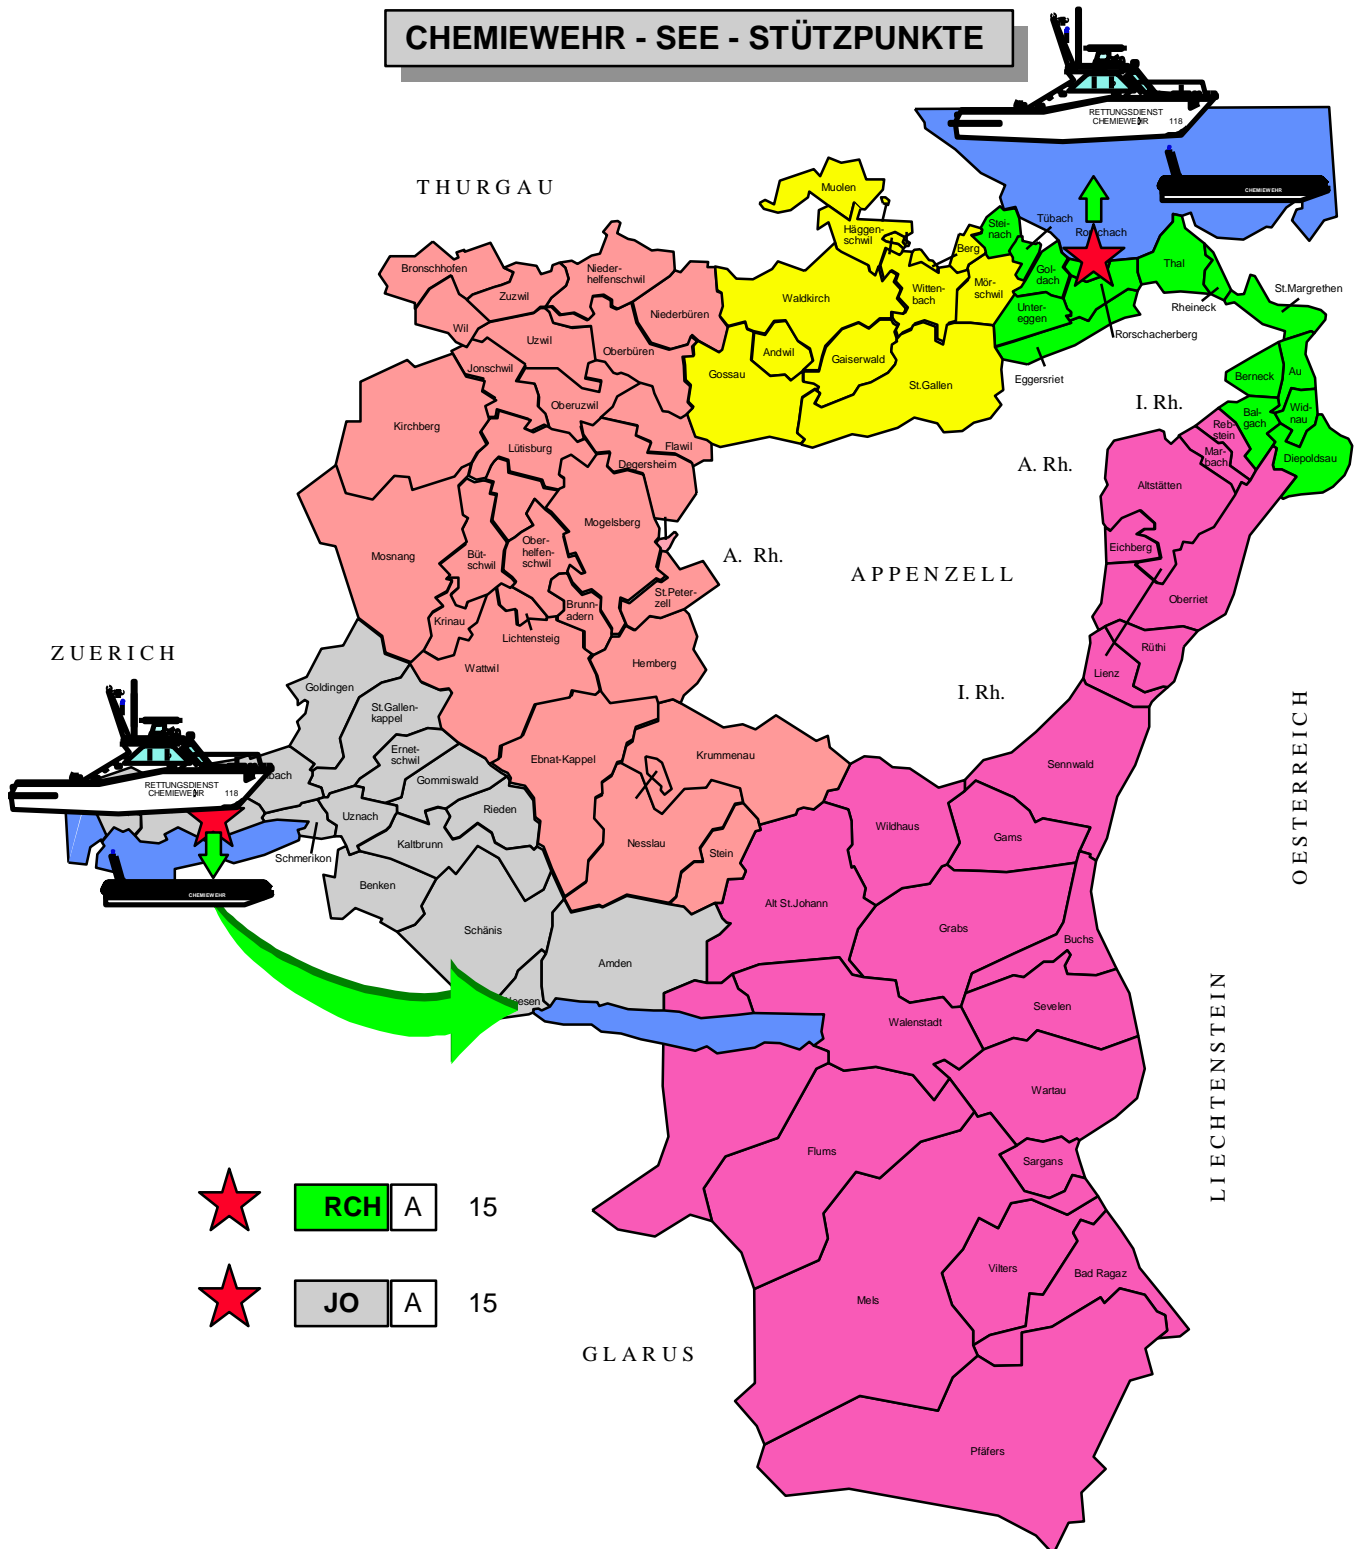 CHEMIEWEHR - SEE - STÜTZPUNKTE
RETTUNGSDIENST
CHEMIEWEHR 118
CHEMIEWEHR
THURGAU
Muolen
Häggen-
schwil
Stei-
nach
Tübach
Rorschach
Berg
Bronschhofen
Nieder-
helfenschwil
Zuzwil
Waldkirch
Witten-
bach
Mör-
schwil
Gol-
dach
Thal
St.Margrethen
Rheineck
Wil
Niederbüren
Unter-
eggen
Rorschacherberg
Uzwil
Oberbüren
Andwil
Gaiserwald
Gossau
St.Gallen
Eggersriet
Jonschwil
Berneck
Au
Oberuzwil
I. Rh.
Wid-
nau
Bal-
gach
Reb-
stein
Mar-
bach
Kirchberg
Lütisburg
Flawil
Degersheim
A. Rh.
Diepoldsau
Altstätten
Mogelsberg
Mosnang
Büt-
schwil
Ober-
helfen-
schwil
A. Rh.
APPENZELL
Eichberg
St.Peter-
zell
Brunn-
adern
Oberriet
Krinau
Lichtensteig
ZUERICH
Wattwil
Hemberg
Rüthi
Lienz
Goldingen
St.Gallen-
kappel
I. Rh.
OESTERREICH
Ernet-
schwil
Ebnat-Kappel
Krummenau
Sennwald
Gommiswald
RETTUNGSDIENST
CHEMIEWEHR 118
Uznach
Rieden
Wildhaus
Gams
Kaltbrunn
Nesslau
Stein
Schmerikon
Benken
CHEMIEWEHR
Alt St.Johann
Grabs
Buchs
Schänis
Amden
Sevelen
Walenstadt
LIECHTENSTEIN
Wartau
Flums
Sargans
RCH A 15
Vilters
Bad Ragaz
JO A 15
Mels
GLARUS
Pfäfers